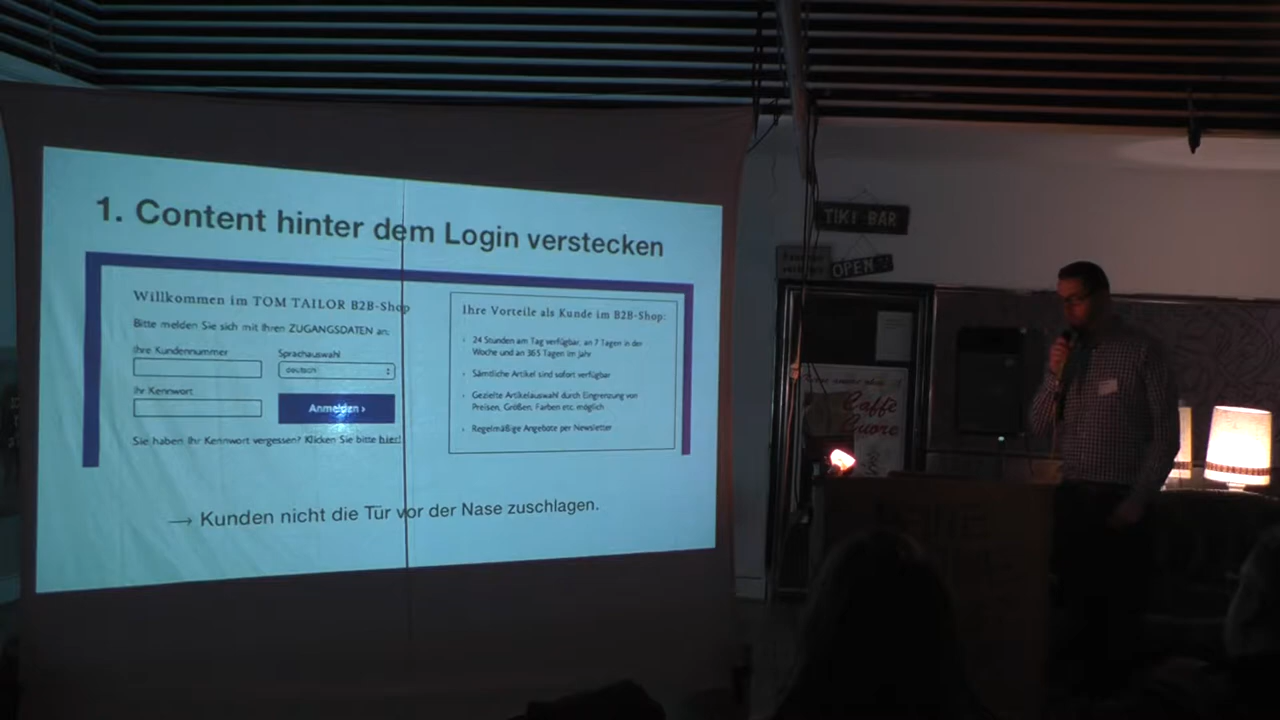 1. Content hinter dem Login verstecken
Willkommen im TOM TAILOR B2B-Shop
Bitte melden Sie sich mit Ihren ZUGANGSDATEN an:
Ihre Kundennummer
Sprachauswahl
deutsch
Ihr Kennwort
Anmelden ›
Sie haben Ihr Kennwort vergessen? Klicken Sie bitte hier!
Ihre Vorteile als Kunde im B2B-Shop:
24 Stunden am Tag verfügbar, an 7 Tagen in der
Woche und an 365 Tagen im Jahr
Sämtliche Artikel sind sofort verfügbar
Gezielte Artikelauswahl durch Eingrenzung von
Preisen, Größen, Farben etc. möglich
Regelmäßige Angebote per Newsletter
→ Kunden nicht die Tür vor der Nase zuschlagen.
TIKI BAR
OPEN
Caffè
Cuore